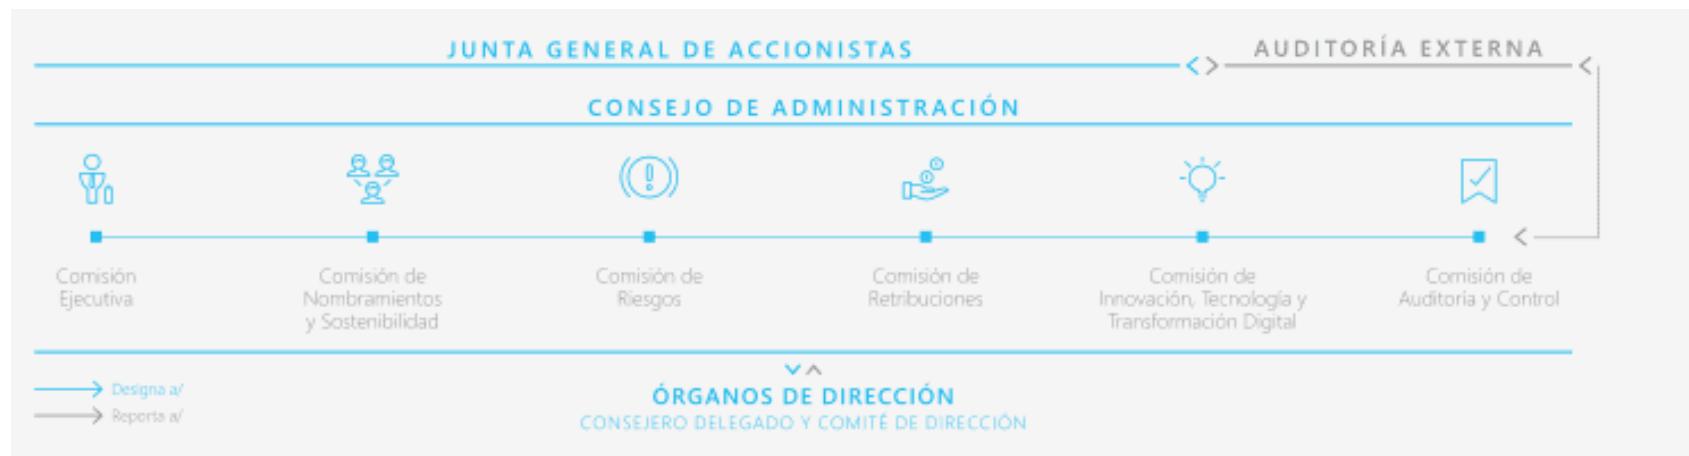 JUNTA GENERAL DE ACCIONISTAS
AUDITORÍA EXTERNA
CONSEJO DE ADMINISTRACIÓN
Comisión
Ejecutiva
Comisión de
Nombramientos
y Sostenibilidad
Comisión de
Riesgos
Comisión de
Retribuciones
Comisión de
Innovación, Tecnología y
Transformación Digital
Comisión de
Auditoría y Control
Designa a/
Reporta a/
ÓRGANOS DE DIRECCIÓN
CONSEJERO DELEGADO Y COMITÉ DE DIRECCIÓN